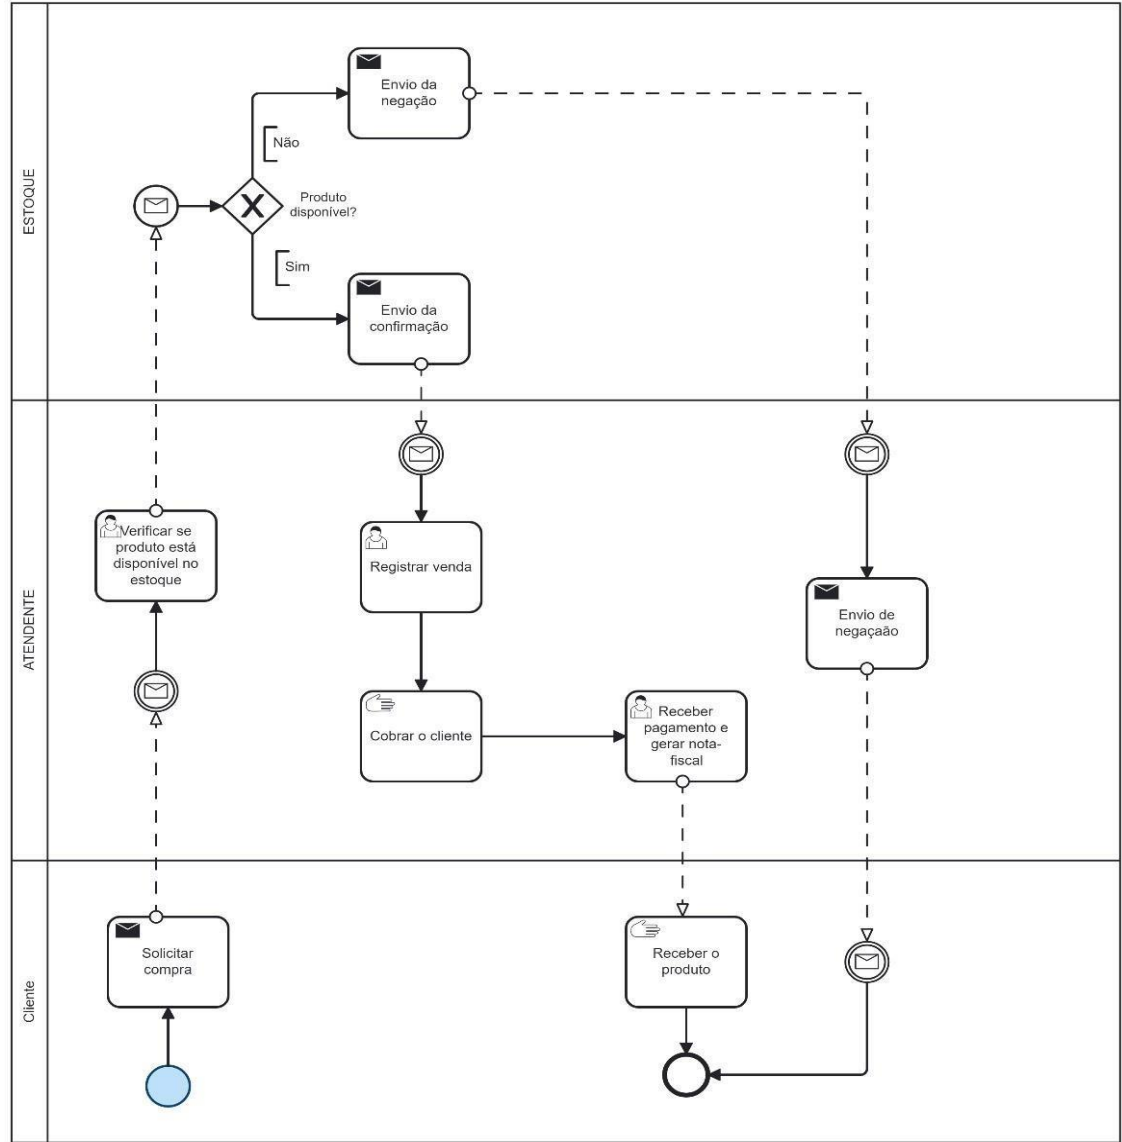 ESTOQUE
Envio da
negação
Não
Produto
disponível?
Sim
Envio da
confirmação
ATENDENTE
Verificar se
produto está
disponível no
estoque
Registrar venda
Envio de
negaçaão
Cobrar o cliente
Receber
pagamento e
gerar nota-
fiscal
Cliente
Solicitar
compra
Receber o
produto